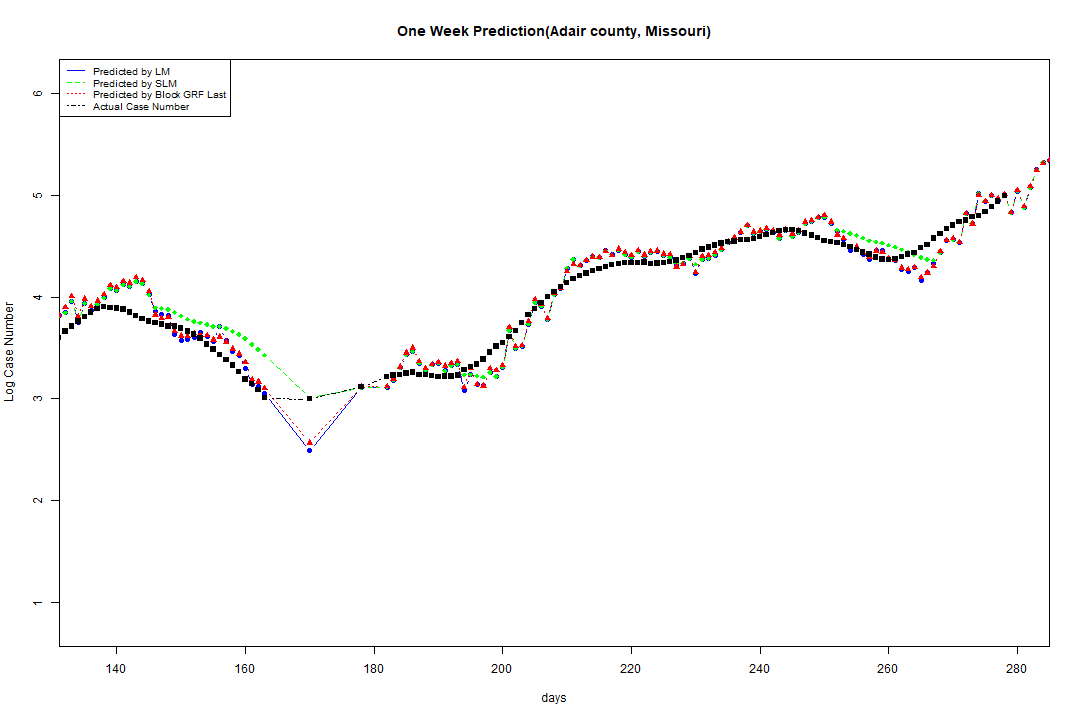 One Week Prediction(Adair county, Missouri)
Predicted by LM
Predicted by SLM
Predicted by Block GRF Last
Actual Case Number
6
5
4
3
2
1
Log Case Number
140 160 180 200 220 240 260 280
days